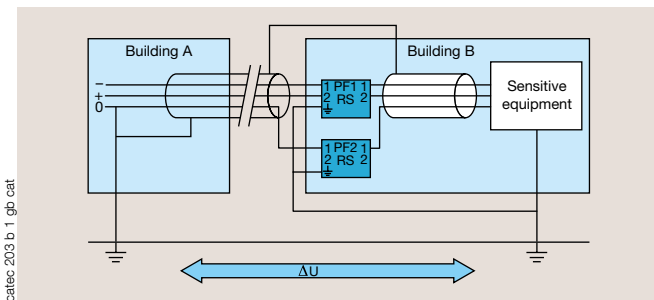 Building A
Building B
−
+
0
1 PF1 1
2 RS 2
1 PF2 1
2 RS 2
Sensitive
equipment
ΔU
catec 203 b 1 gb cat